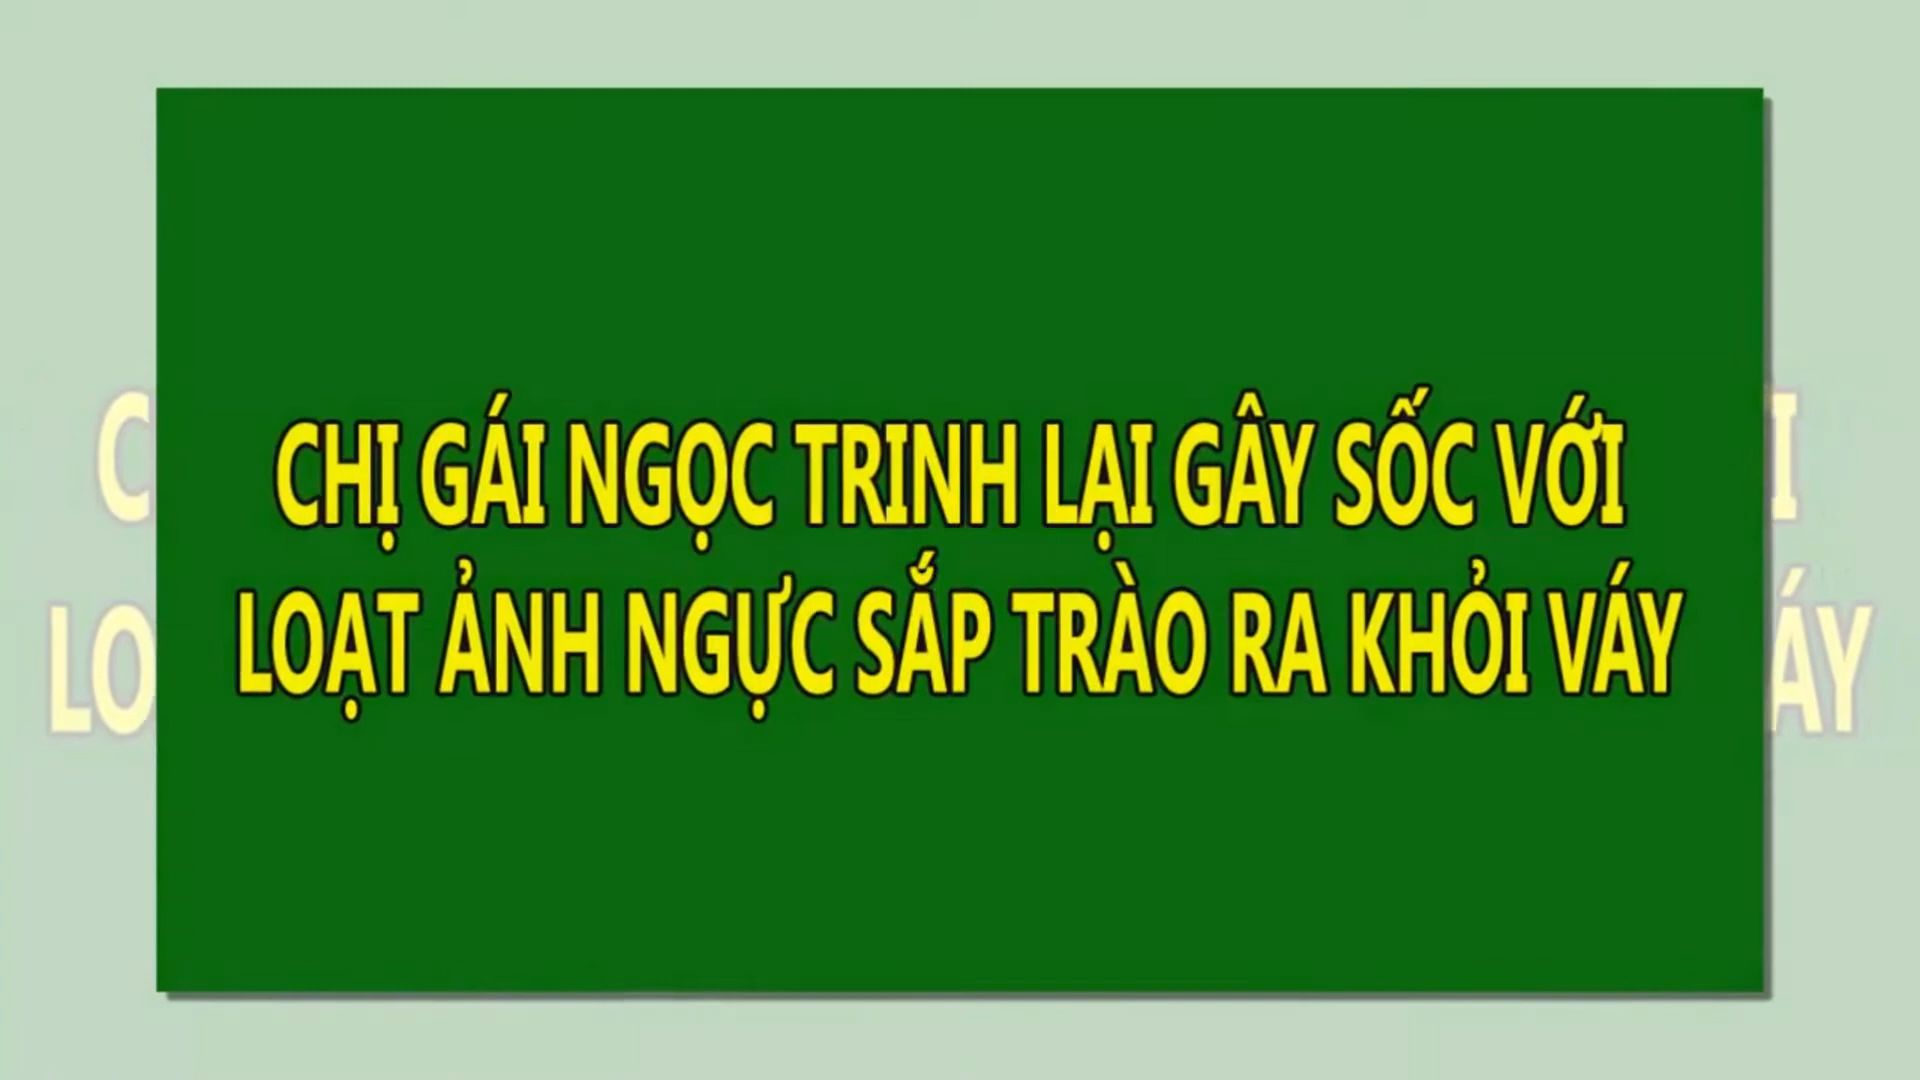 CHỊ GÁI NGỌC TRINH LẠI GÂY SỐC VỚI
LOẠT ẢNH NGỰC SẮP TRÀO RA KHỎI VÁY